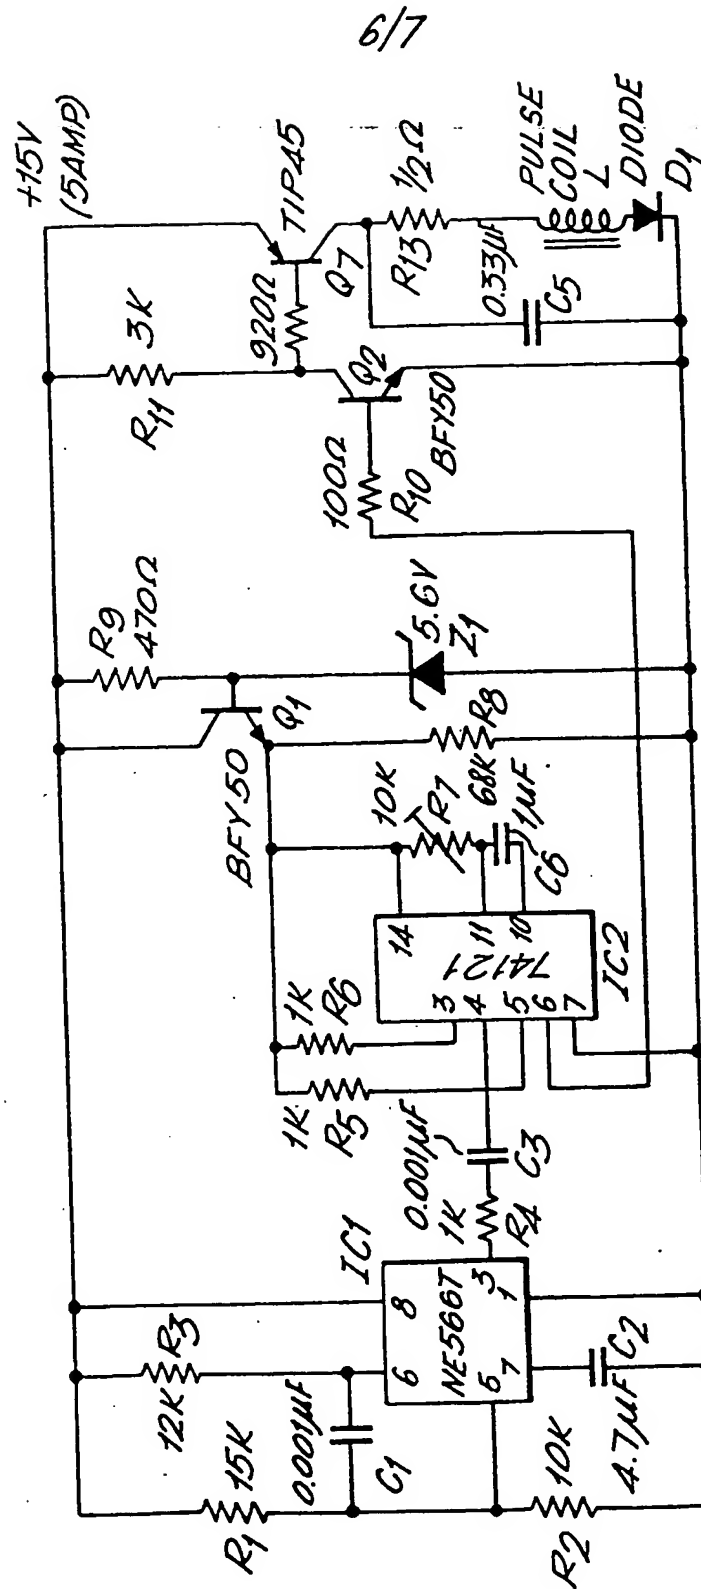 6/7
+15V
(5AMP)
R1
15K
R3
12K
0.001µF
C1
R2
10K
4.7µF
C2
IC1
8
6
NE566T
5
7
3
1
1K
R4
0.001µF
C3
1K
R5
1K
R6
14
3
4
11
5
10
6
7
74121
IC2
10K
R7
68K
1µF
C6
BFY50
Q1
R9
470Ω
R8
5.6V
Z1
R11
3K
100Ω
R10
Q2
BFY50
920Ω
TIP45
Q7
R13
1/2Ω
0.33µF
C5
PULSE
COIL
L
DIODE
D1